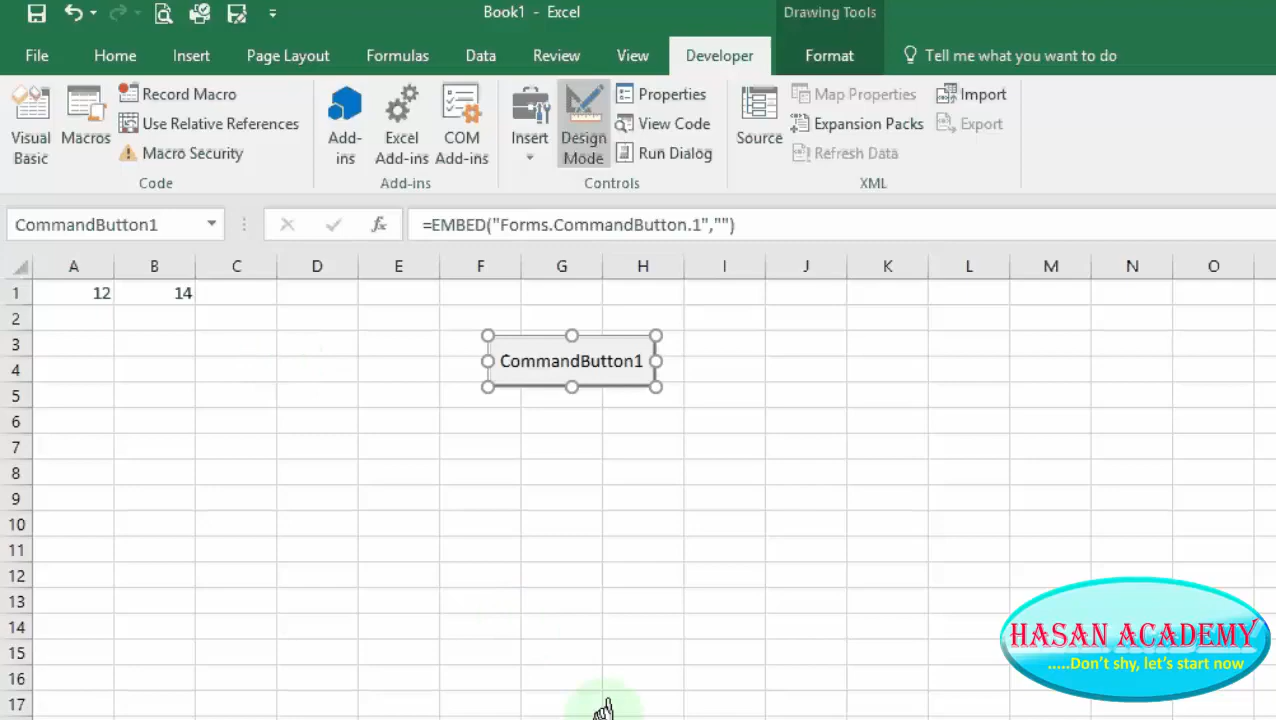 Book1 - Excel
Drawing Tools
File Home Insert Page Layout Formulas Data Review View Developer Format Tell me what you want to do
Visual Basic
Macros
Record Macro
Use Relative References
Macro Security
Code
Add-ins
Excel Add-ins
COM Add-ins
Add-ins
Insert
Design Mode
Properties
View Code
Run Dialog
Controls
Source
Map Properties
Expansion Packs
Refresh Data
Import
Export
XML
CommandButton1
fx
=EMBED("Forms.CommandButton.1","")
A B C D E F G H I J K L M N O
1 12 14
2
3
CommandButton1
4
5
6
7
8
9
10
11
12
13
14
15
16
17
HASAN ACADEMY
.....Don't shy, let's start now